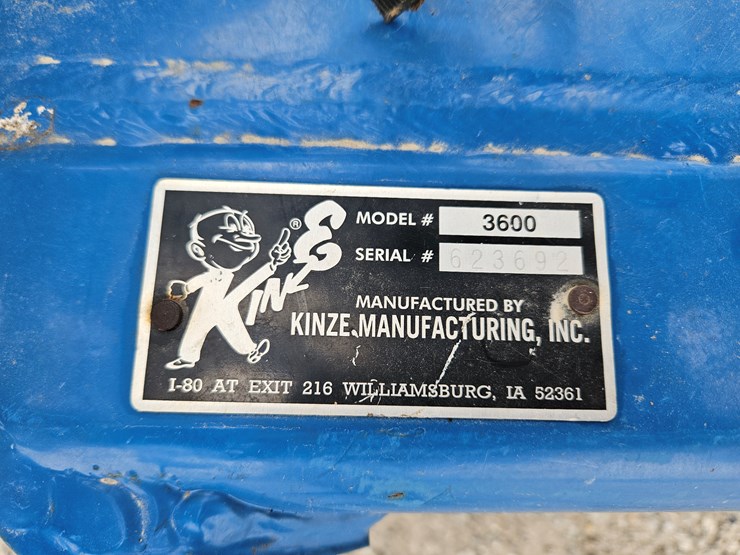 KINZE ®
MODEL # 3600
SERIAL # 623692
MANUFACTURED BY
KINZE MANUFACTURING, INC.
I-80 AT EXIT 216 WILLIAMSBURG, IA 52361